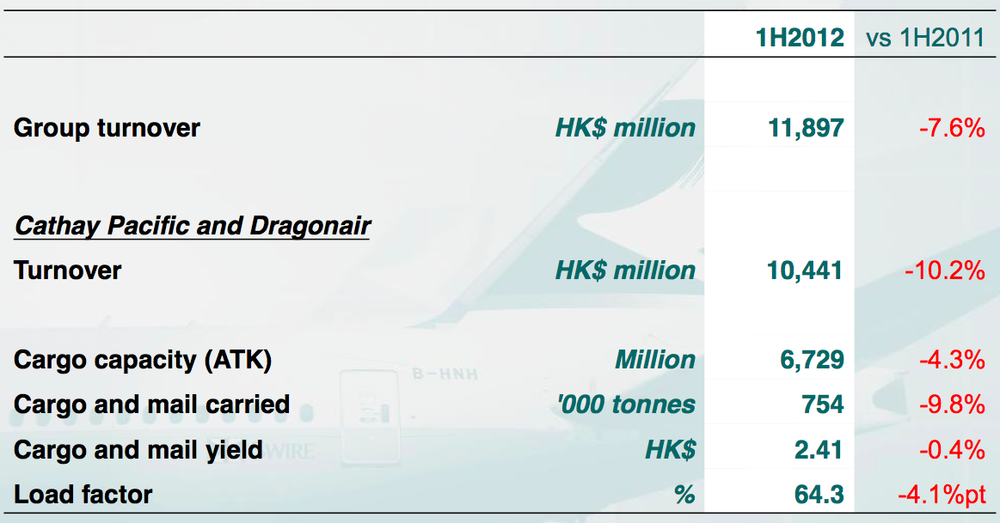 1H2012 vs 1H2011
Group turnover HK$ million 11,897 -7.6%
Cathay Pacific and Dragonair
Turnover HK$ million 10,441 -10.2%
Cargo capacity (ATK) Million 6,729 -4.3%
B-HNH
Cargo and mail carried '000 tonnes 754 -9.8%
Cargo and mail yield HK$ 2.41 -0.4%
Load factor % 64.3 -4.1%pt